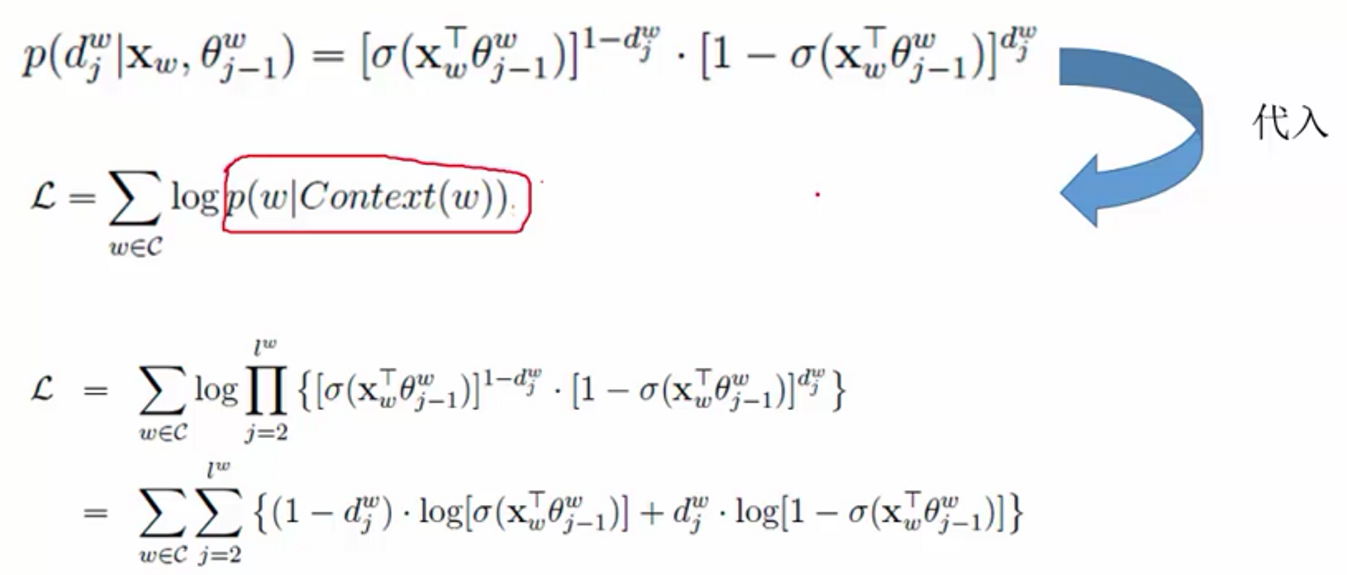 p(d_j^w|x_w, θ_{j−1}^w) = [σ(x_w^⊤θ_{j−1}^w)]^{1−d_j^w} · [1 − σ(x_w^⊤θ_{j−1}^w)]^{d_j^w}
代入
ℒ = ∑_{w∈𝒞} log p(w|Context(w)).
ℒ = ∑_{w∈𝒞} log ∏_{j=2}^{l^w} {[σ(x_w^⊤θ_{j−1}^w)]^{1−d_j^w} · [1 − σ(x_w^⊤θ_{j−1}^w)]^{d_j^w}}
= ∑_{w∈𝒞} ∑_{j=2}^{l^w} {(1 − d_j^w) · log[σ(x_w^⊤θ_{j−1}^w)] + d_j^w · log[1 − σ(x_w^⊤θ_{j−1}^w)]}